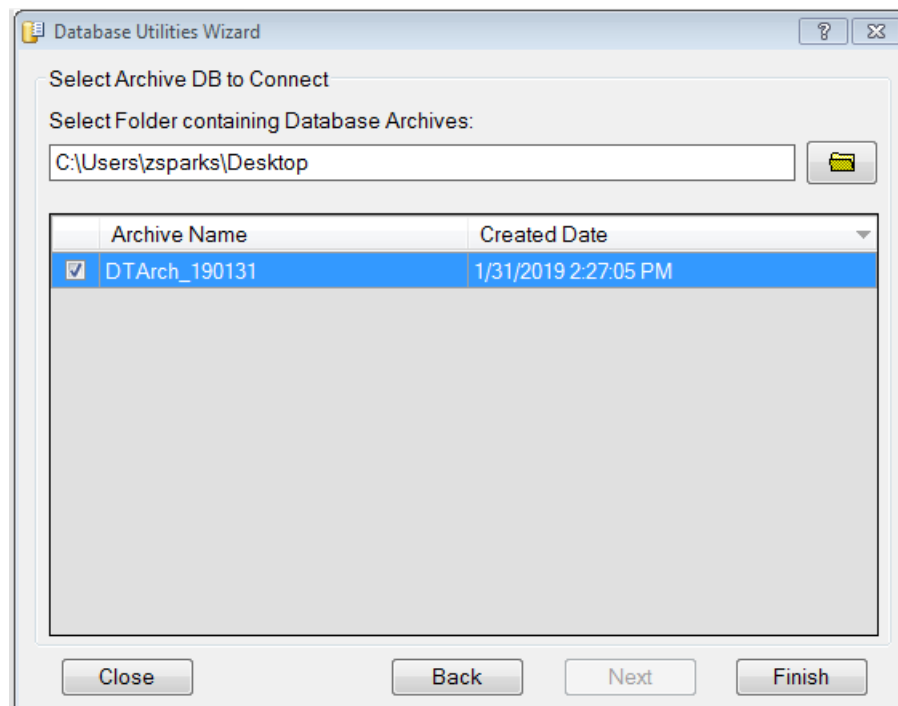 Database Utilities Wizard
Select Archive DB to Connect
Select Folder containing Database Archives:
C:\Users\zsparks\Desktop
Archive Name Created Date
DTArch_190131 1/31/2019 2:27:05 PM
Close Back Next Finish